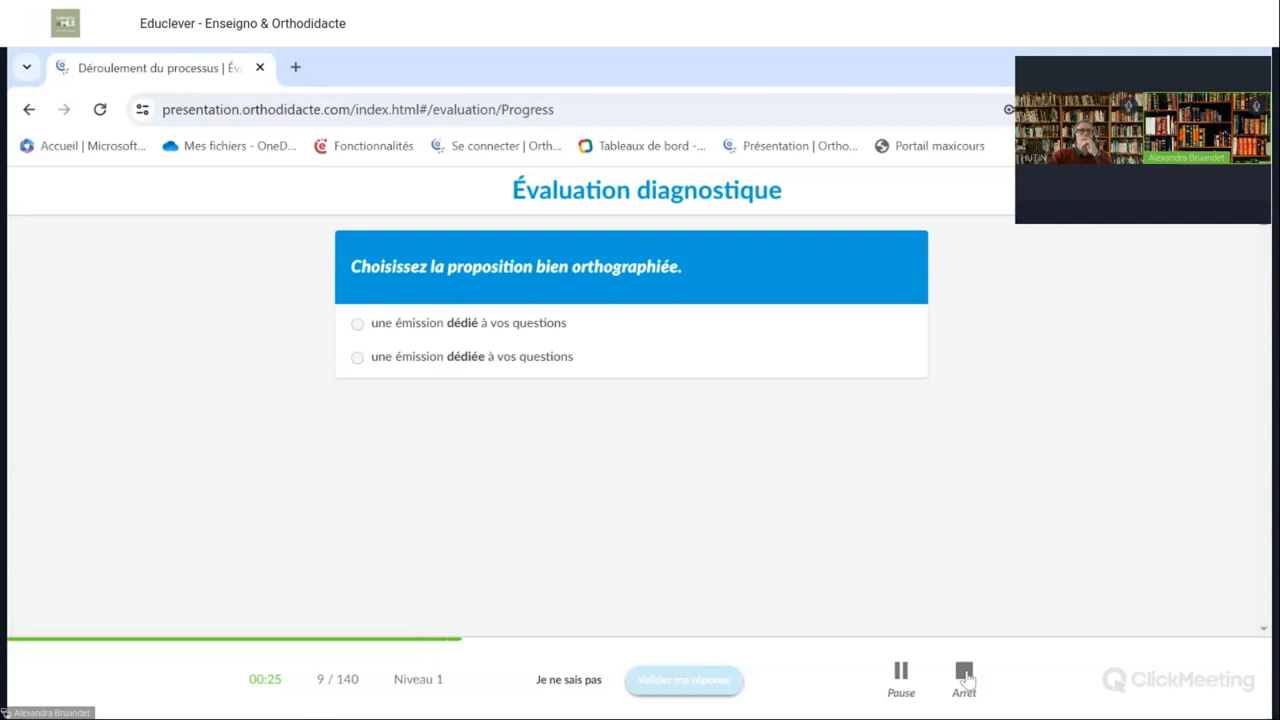 Educlever - Enseigno & Orthodidacte
Déroulement du processus | Év
presentation.orthodidacte.com/index.html#/evaluation/Progress
Accueil | Microsoft... Mes fichiers - OneD... Fonctionnalités Se connecter | Orth... Tableaux de bord -... Présentation | Ortho... Portail maxicours
HUTIN
Alexandra Bruandet
Évaluation diagnostique
Choisissez la proposition bien orthographiée.
une émission dédié à vos questions
une émission dédiée à vos questions
00:25 9 / 140 Niveau 1 Je ne sais pas Valider ma réponse Pause Arrêt
ClickMeeting
Alexandra Bruandet